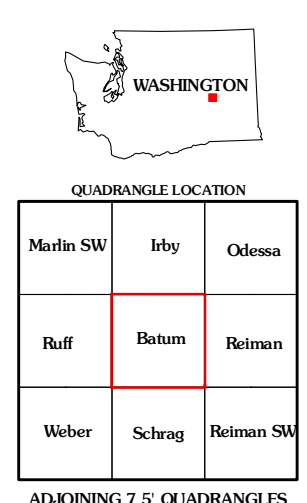 WASHINGTON
QUADRANGLE LOCATION
Marlin SW Irby Odessa
Ruff Batum Reiman
Weber Schrag Reiman SW
ADJOINING 7.5' QUADRANGLES